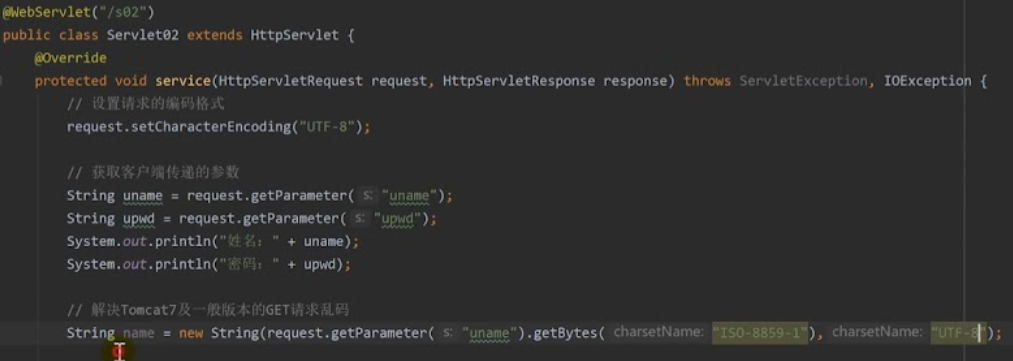 @WebServlet("/s02")
public class Servlet02 extends HttpServlet {
@Override
protected void service(HttpServletRequest request, HttpServletResponse response) throws ServletException, IOException {
// 设置请求的编码格式
request.setCharacterEncoding("UTF-8");
// 获取客户端传递的参数
String uname = request.getParameter( s: "uname");
String upwd = request.getParameter( s: "upwd");
System.out.println("姓名：" + uname);
System.out.println("密码：" + upwd);
// 解决Tomcat7及一般版本的GET请求乱码
String name = new String(request.getParameter( s: "uname").getBytes( charsetName: "ISO-8859-1"), charsetName: "UTF-8");